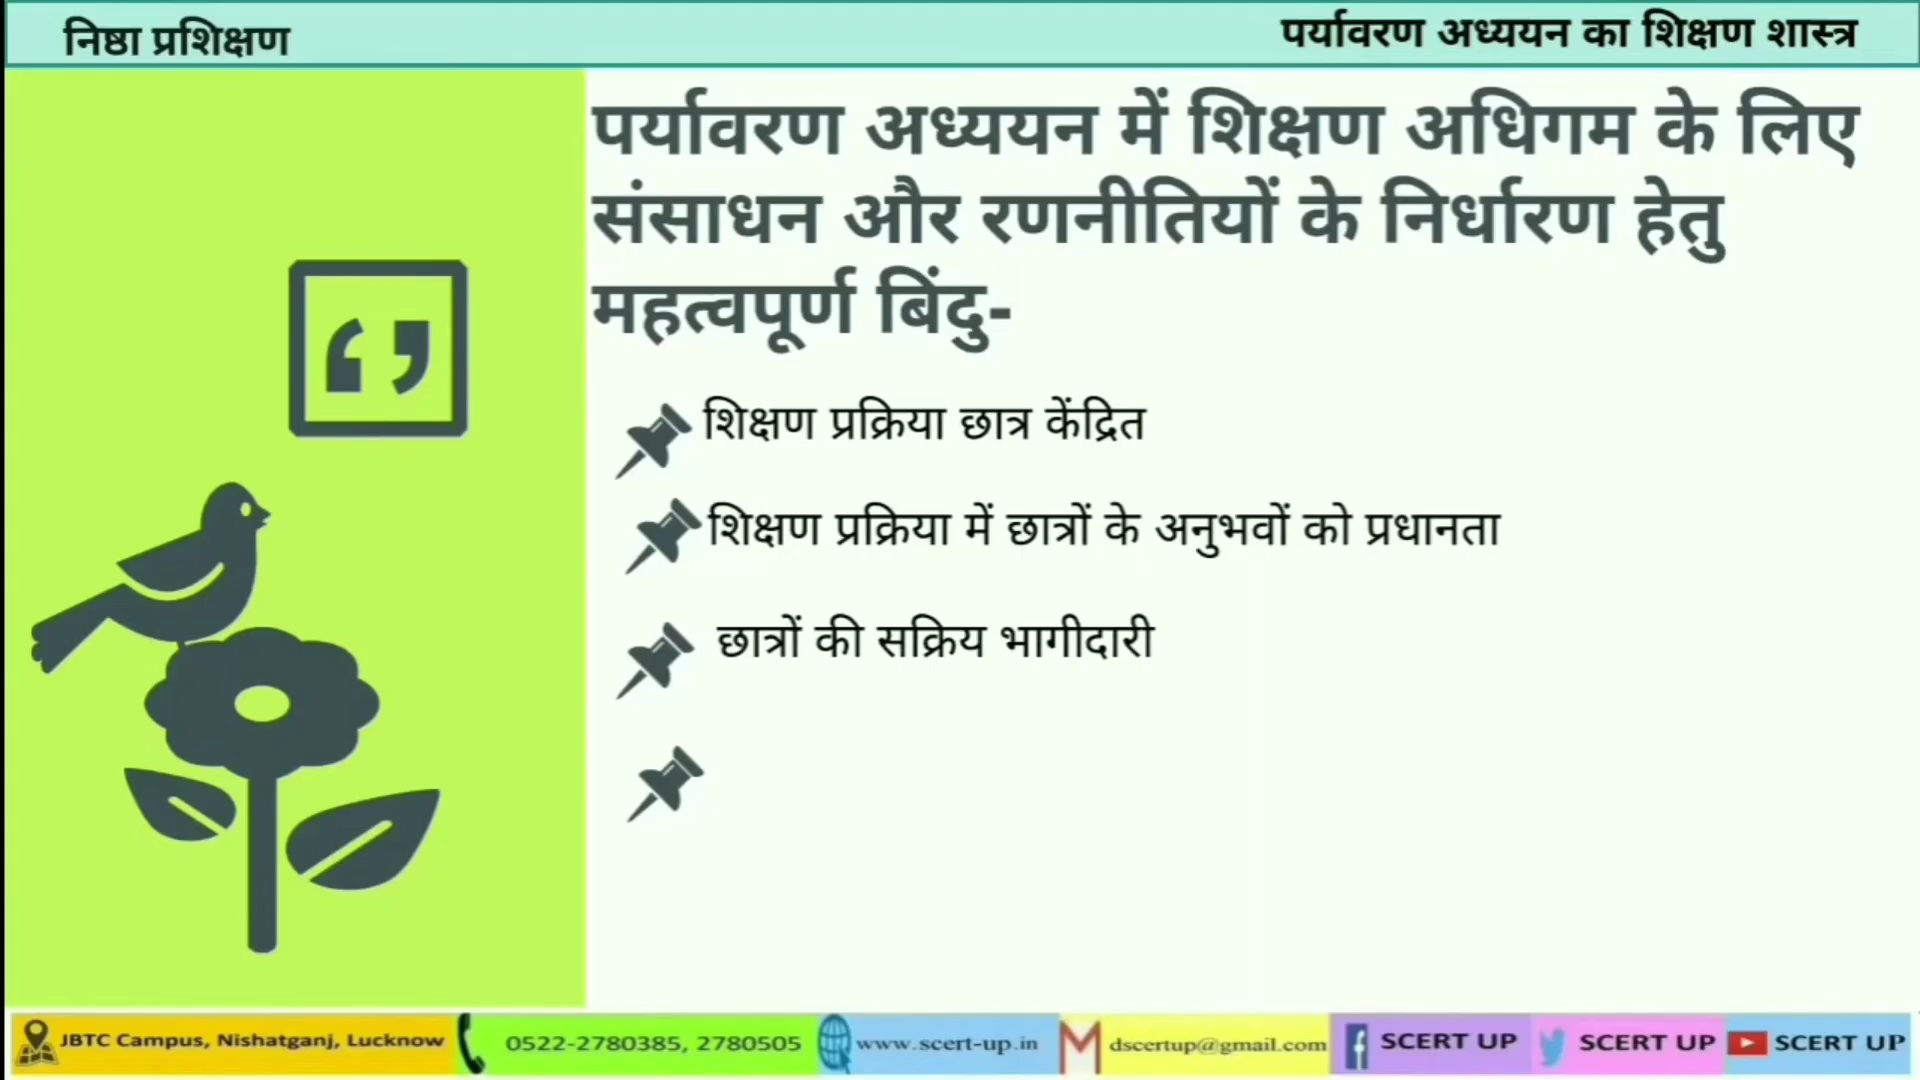 निष्ठा प्रशिक्षण
पर्यावरण अध्ययन का शिक्षण शास्त्र
पर्यावरण अध्ययन में शिक्षण अधिगम के लिए
संसाधन और रणनीतियों के निर्धारण हेतु
महत्वपूर्ण बिंदु-
शिक्षण प्रक्रिया छात्र केंद्रित
शिक्षण प्रक्रिया में छात्रों के अनुभवों को प्रधानता
छात्रों की सक्रिय भागीदारी
JBTC Campus, Nishatganj, Lucknow 0522-2780385, 2780505 www.scert-up.in dscertup@gmail.com SCERT UP SCERT UP SCERT UP